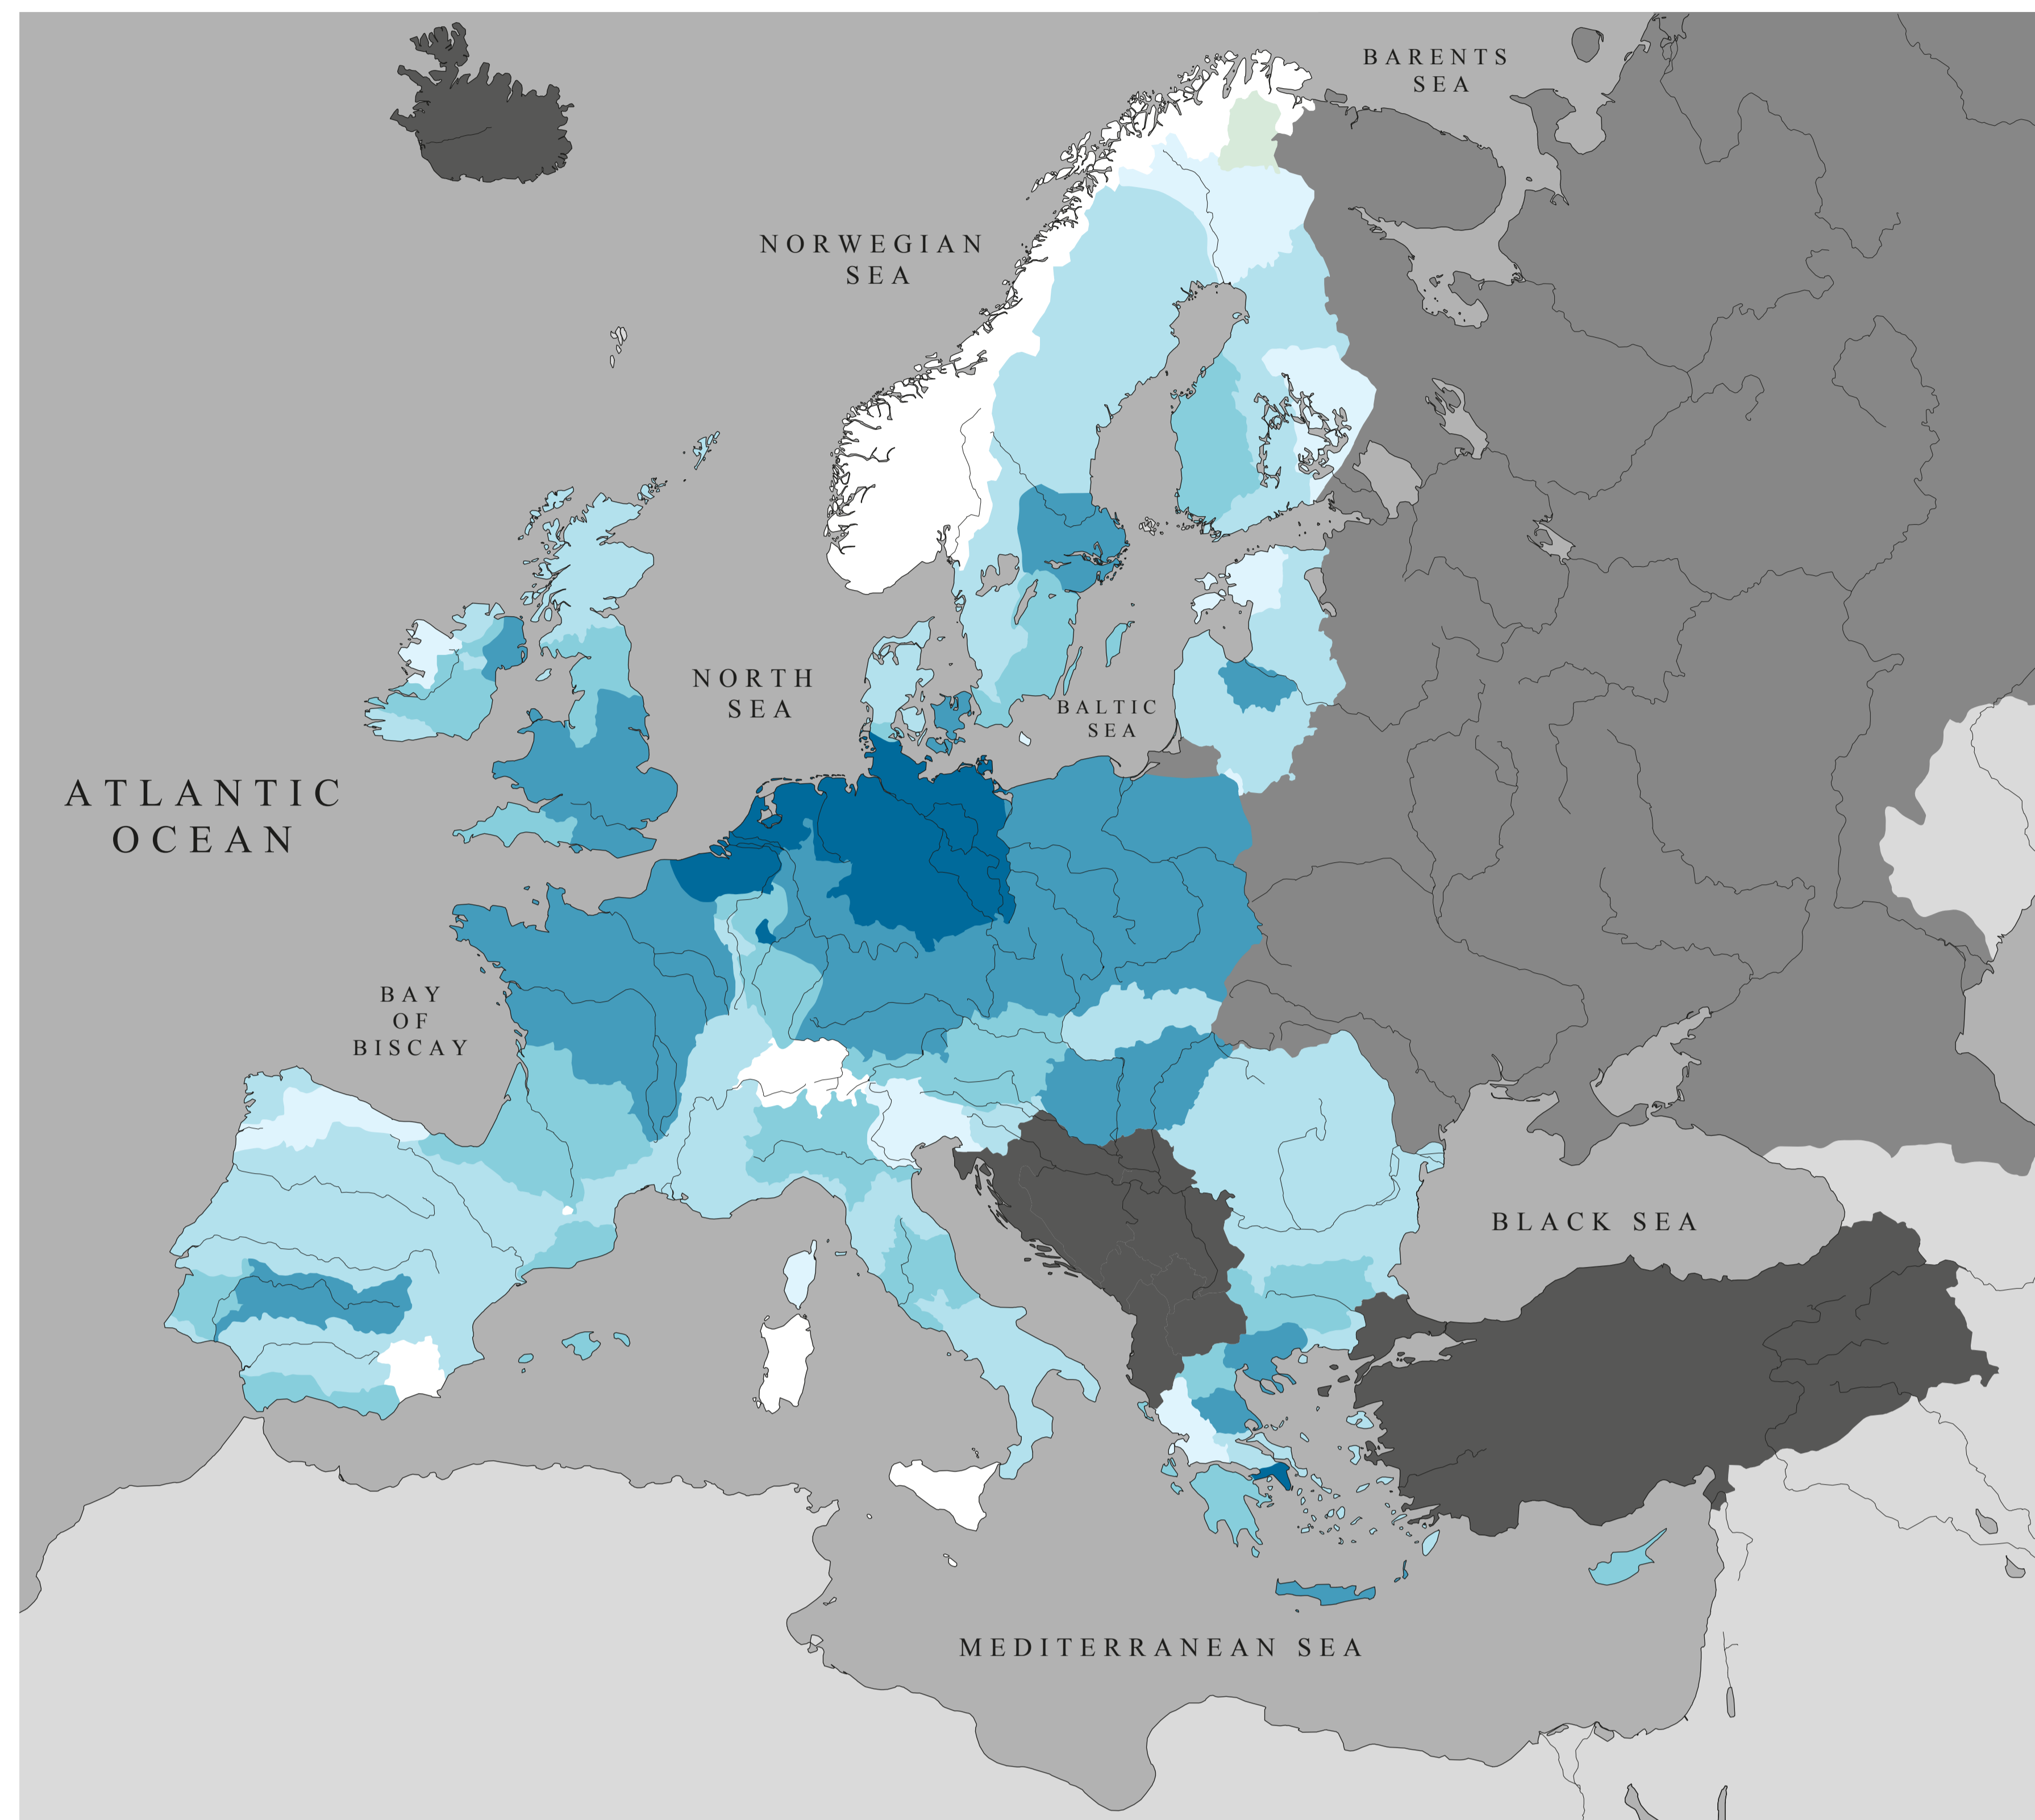 BARENTS
SEA
NORWEGIAN
SEA
NORTH
SEA
BALTIC
SEA
ATLANTIC
OCEAN
BAY
OF
BISCAY
BLACK SEA
MEDITERRANEAN SEA